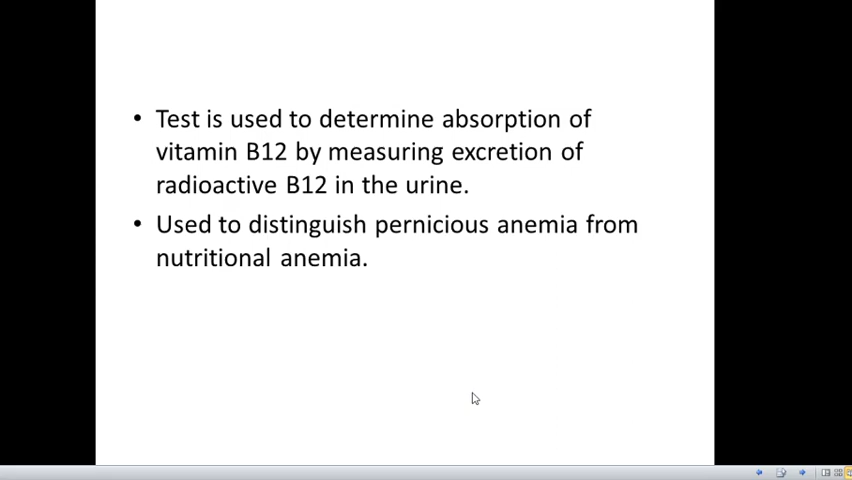 • Test is used to determine absorption of
vitamin B12 by measuring excretion of
radioactive B12 in the urine.
• Used to distinguish pernicious anemia from
nutritional anemia.